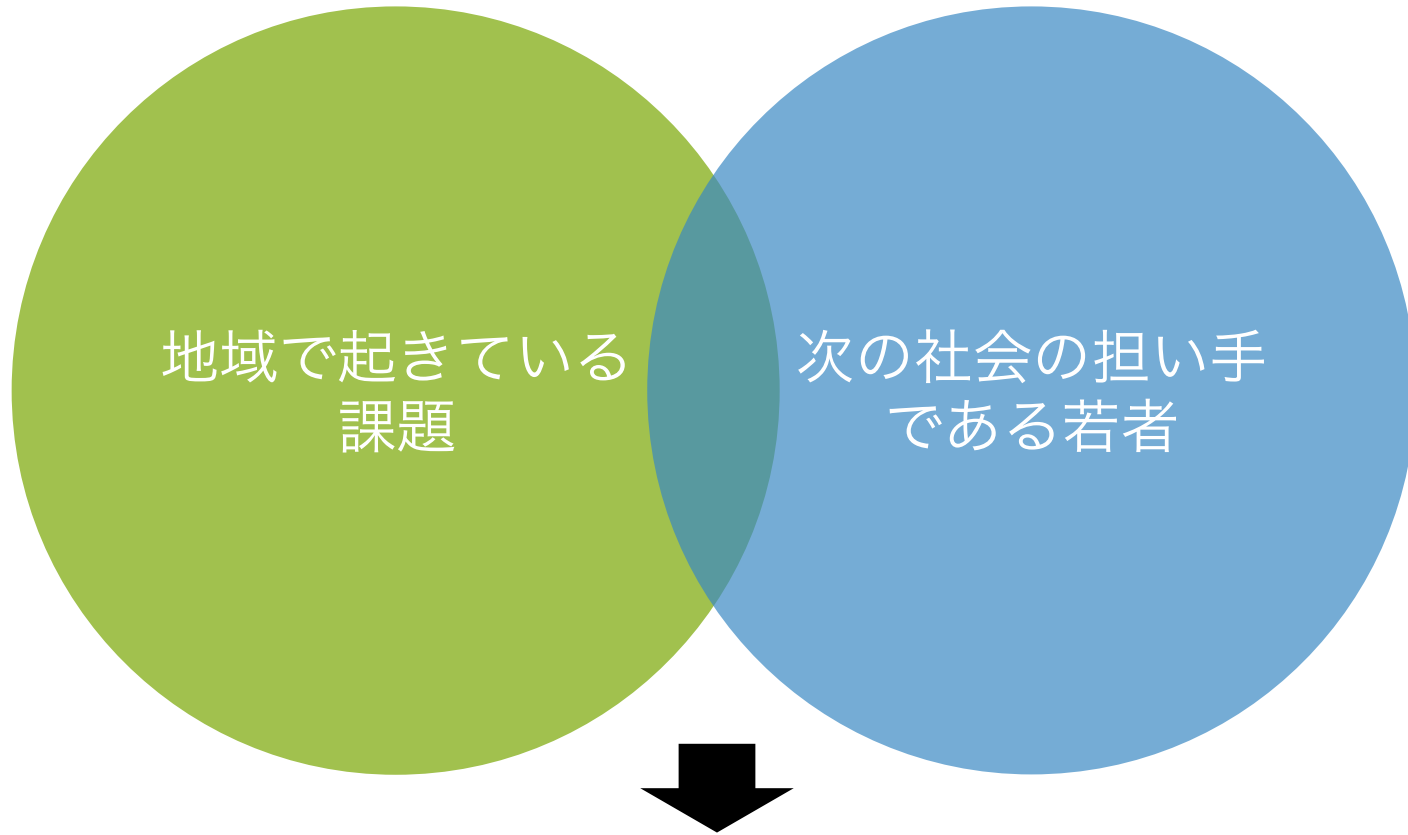 地域で起きている
課題
次の社会の担い手
である若者